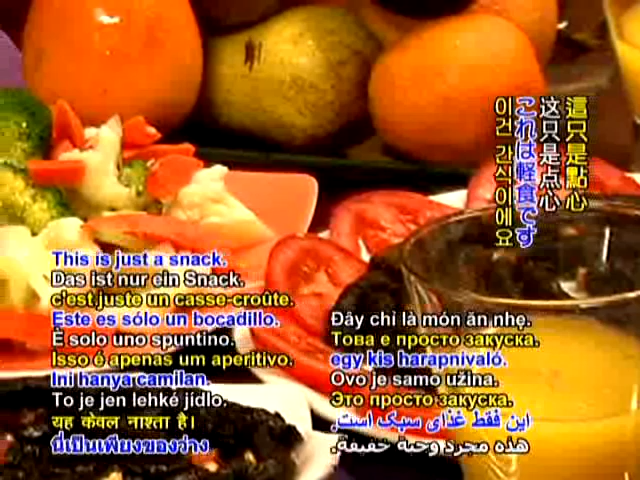 這只是點心
这只是点心
これは軽食です
이건 간식이에요
This is just a snack.
Das ist nur ein Snack.
c'est juste un casse-croûte.
Este es sólo un bocadillo.
È solo uno spuntino.
Isso é apenas um aperitivo.
Ini hanya camilan.
To je jen lehké jídlo.
यह केवल नाश्ता है।
นี่เป็นเพียงของว่าง
Đây chỉ là món ăn nhẹ.
Това е просто закуска.
egy kis harapnivaló.
Ovo je samo užina.
Это просто закуска.
این فقط غذای سبک است.
هذه مجرد وجبة خفيفة.